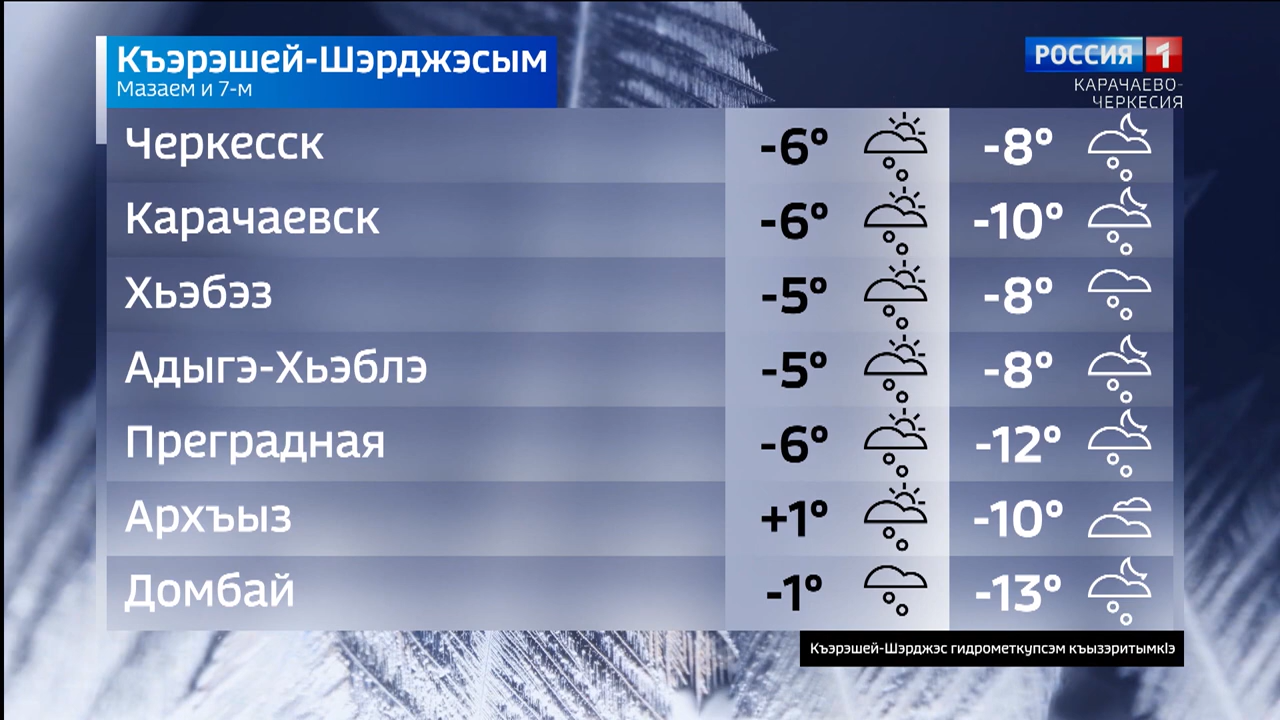 Къэрэшей-Шэрджэсым
Мазаем и 7-м
РОССИЯ 1
КАРАЧАЕВО-
ЧЕРКЕСИЯ
Черкесск -6° -8°
Карачаевск -6° -10°
Хьэбэз -5° -8°
Адыгэ-Хьэблэ -5° -8°
Преградная -6° -12°
Архъыз +1° -10°
Домбай -1° -13°
Къэрэшей-Шэрджэс гидрометкупсэм къызэритымкІэ